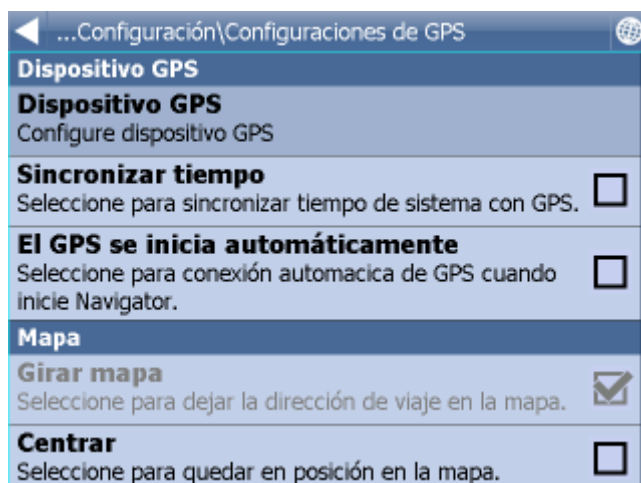 ...Configuración\Configuraciones de GPS
Dispositivo GPS
Dispositivo GPS
Configure dispositivo GPS
Sincronizar tiempo
Seleccione para sincronizar tiempo de sistema con GPS.
El GPS se inicia automáticamente
Seleccione para conexión automacica de GPS cuando
inicie Navigator.
Mapa
Girar mapa
Seleccione para dejar la dirección de viaje en la mapa.
Centrar
Seleccione para quedar en posición en la mapa.